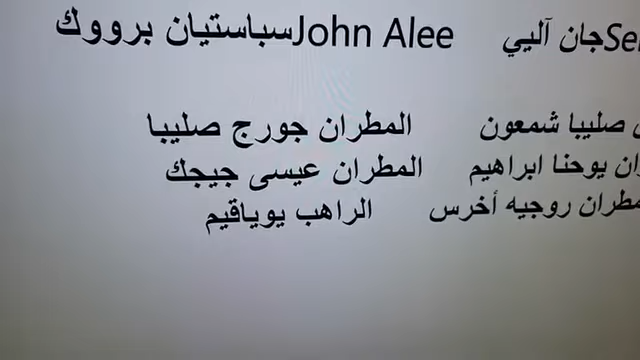 جان آليي John Alee سباستيان برووك
صليبا شمعون المطران جورج صليبا
يوحنا ابراهيم المطران عيسى جيجك
مطران روجيه أخرس الراهب يوياقيم